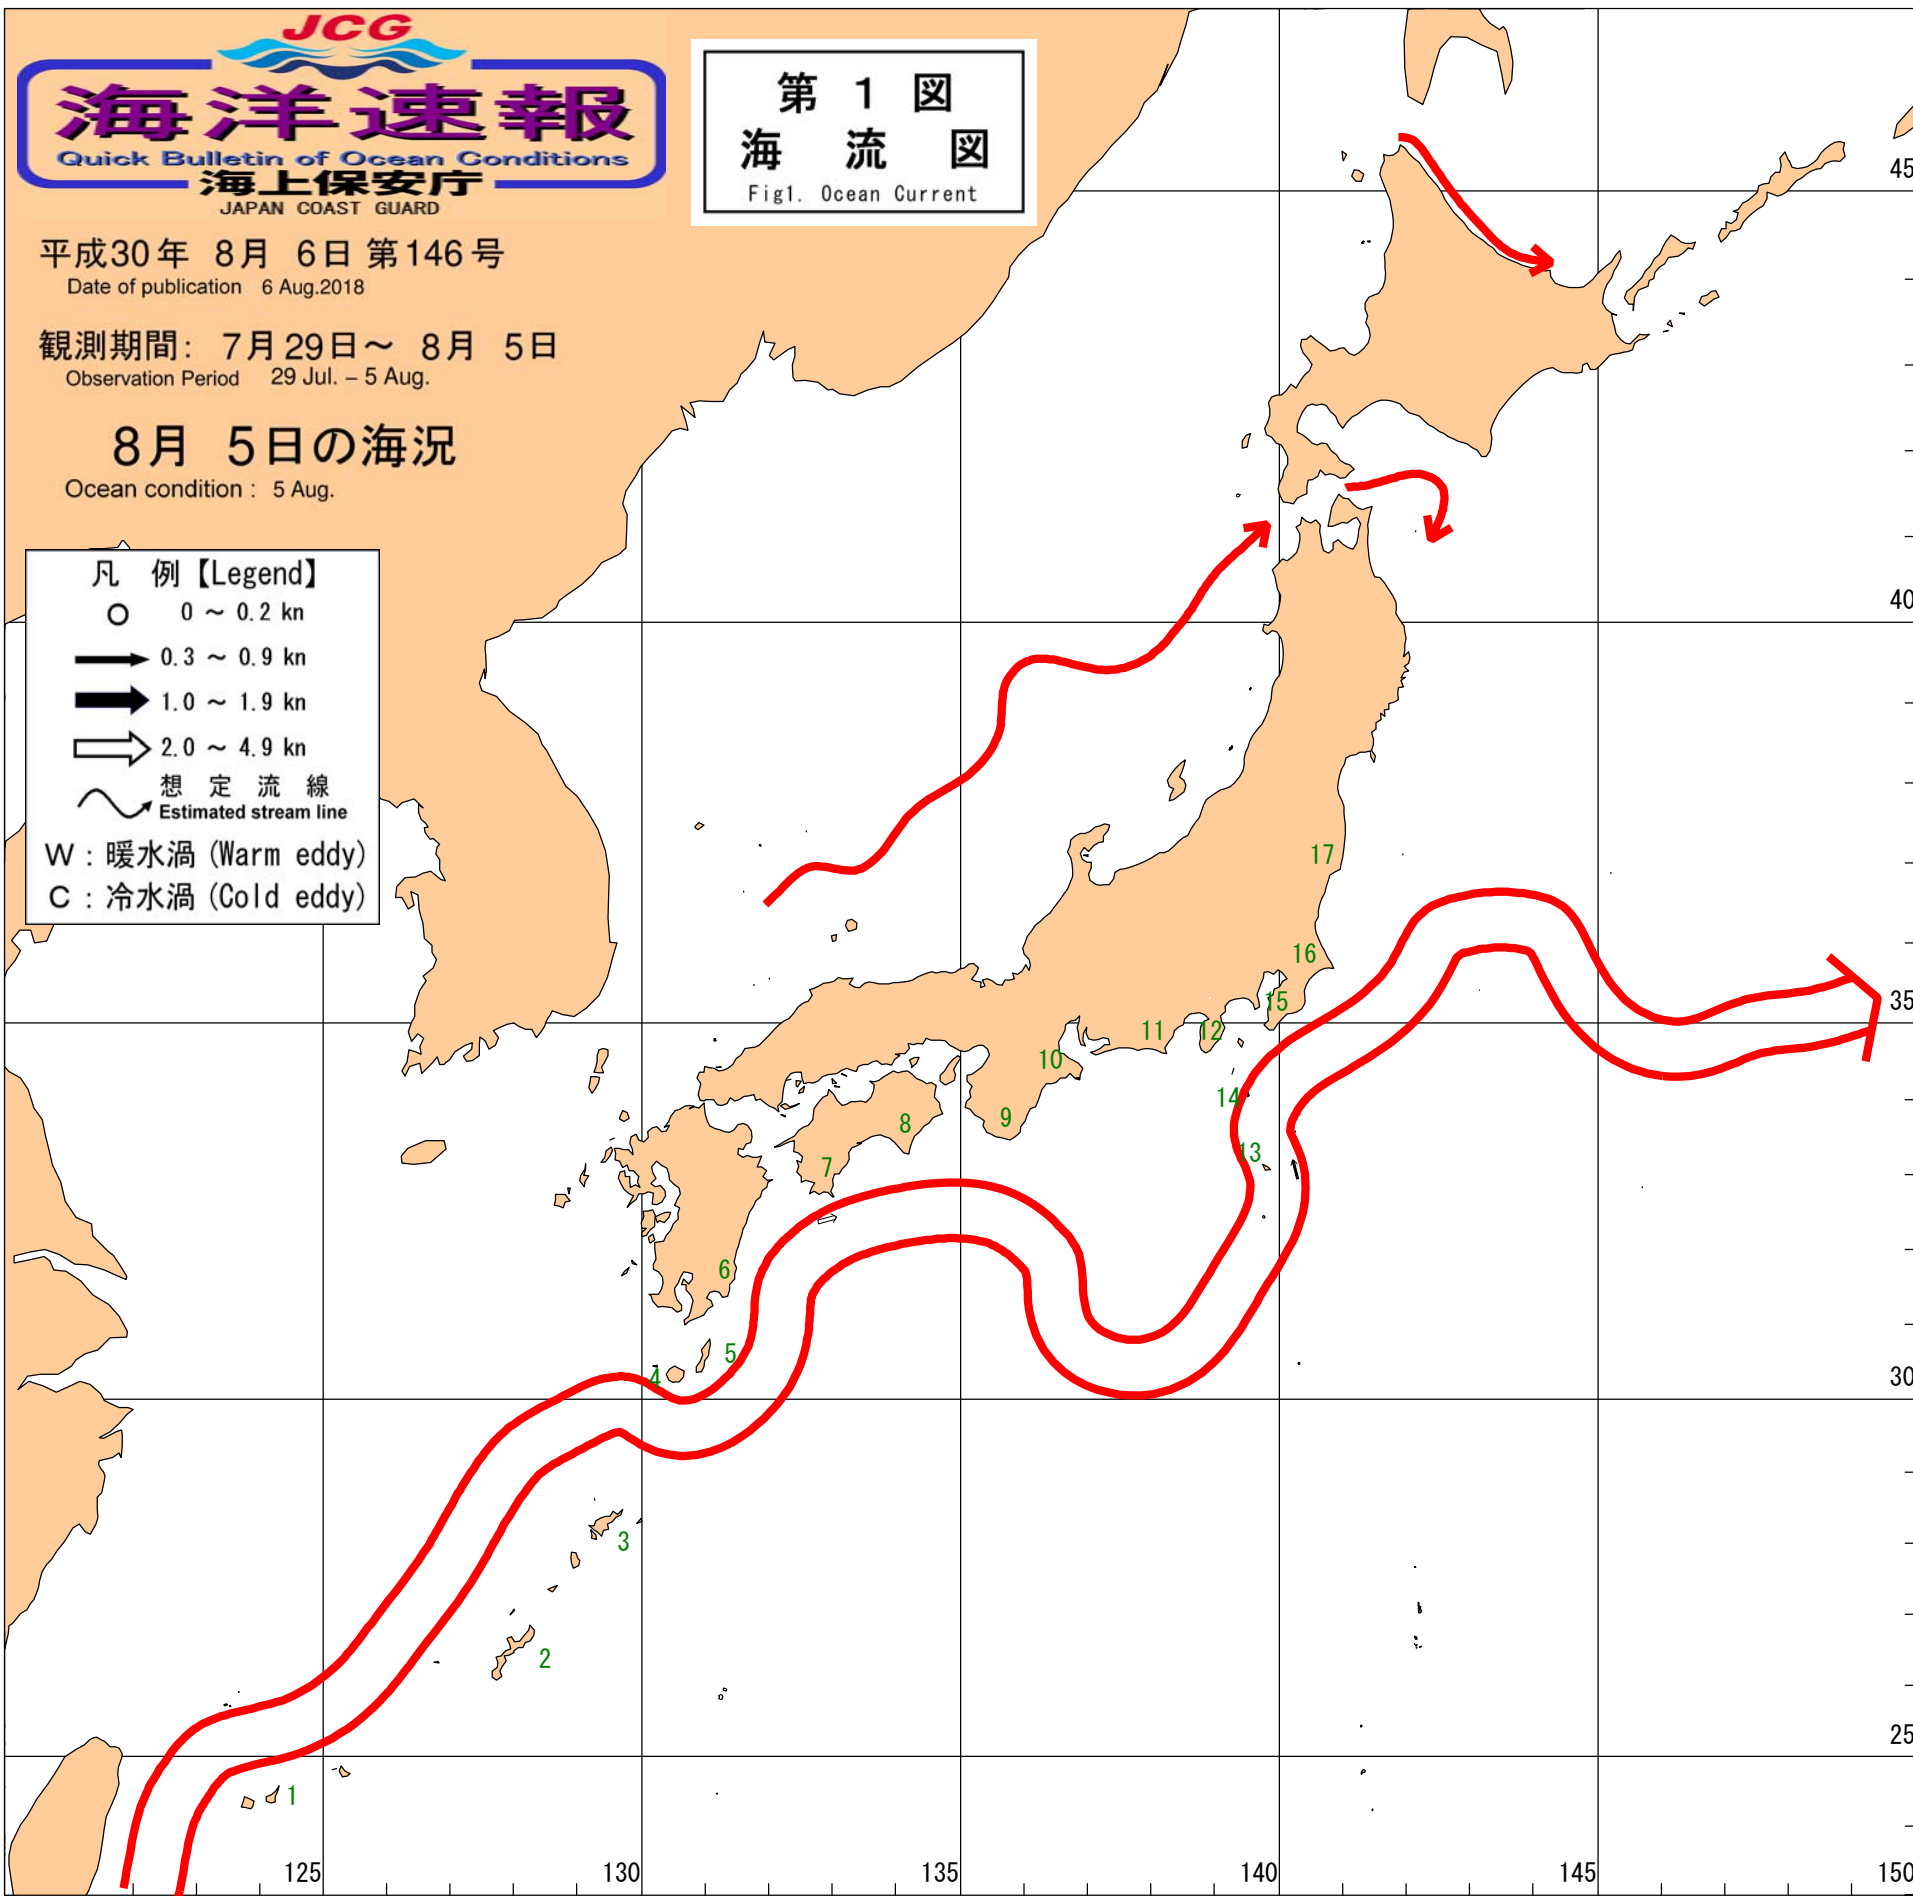 JCG
海洋速報
Quick Bulletin of Ocean Conditions
海上保安庁
JAPAN COAST GUARD
平成30年 8月 6日 第146号
Date of publication 6 Aug.2018
観測期間: 7月29日~ 8月 5日
Observation Period 29 Jul. – 5 Aug.
8月 5日の海況
Ocean condition : 5 Aug.
第 1 図
海 流 図
Fig1. Ocean Current
凡 例【Legend】
0 ~ 0.2 kn
0.3 ~ 0.9 kn
1.0 ~ 1.9 kn
2.0 ~ 4.9 kn
想 定 流 線
Estimated stream line
W : 暖水渦 (Warm eddy)
C : 冷水渦 (Cold eddy)
45
40
35
30
25
17
16
15
12
11
10
14
13
9
8
7
6
5
4
3
2
1
125
130
135
140
145
150